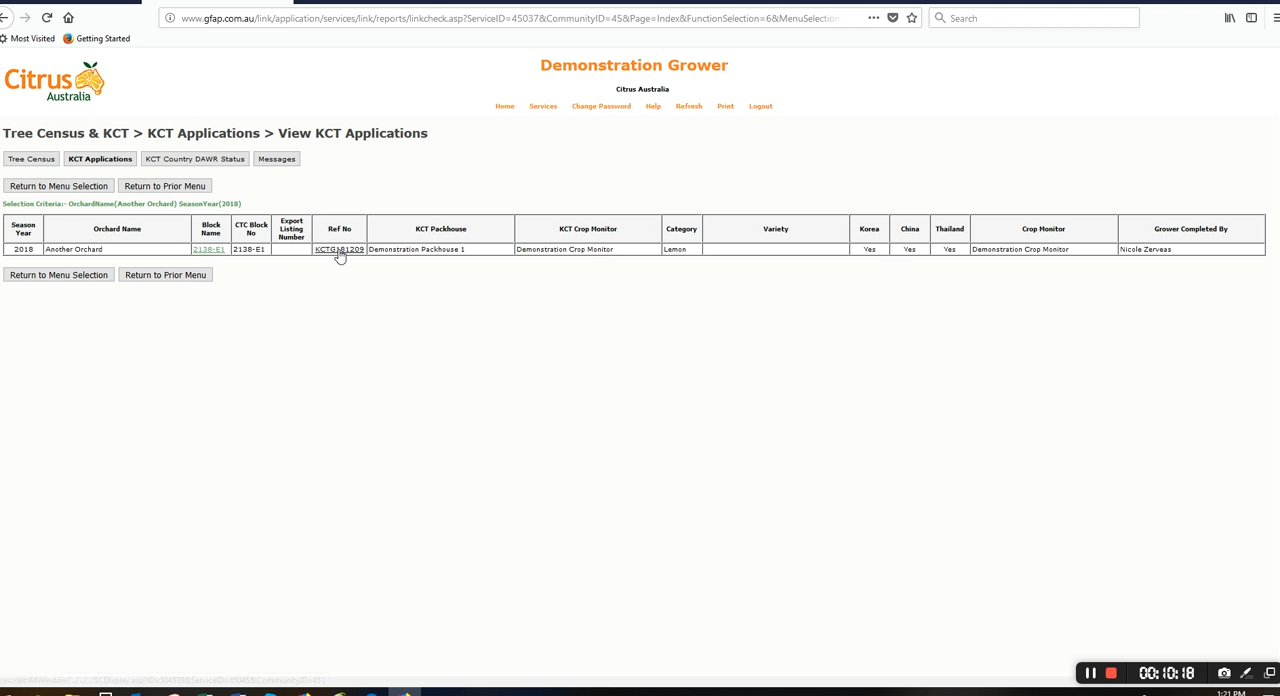 www.gfap.com.au/link/application/services/link/reports/linkcheck.asp?ServiceID=45037&CommunityID=45&Page=Index&FunctionSelection=6&MenuSelection
Search
Most Visited Getting Started
Citrus
Australia
Demonstration Grower
Citrus Australia
Home Services Change Password Help Refresh Print Logout
Tree Census & KCT > KCT Applications > View KCT Applications
Tree Census KCT Applications KCT Country DAWR Status Messages
Return to Menu Selection Return to Prior Menu
Selection Criteria:- OrchardName(Another Orchard) SeasonYear(2018)
Season Year Orchard Name Block Name CTC Block No Export Listing Number Ref No KCT Packhouse KCT Crop Monitor Category Variety Korea China Thailand Crop Monitor Grower Completed By
2018 Another Orchard 2138-E1 2138-E1 KCTG181209 Demonstration Packhouse 1 Demonstration Crop Monitor Lemon Yes Yes Yes Demonstration Crop Monitor Nicole Zerveas
Return to Menu Selection Return to Prior Menu
00:10:18
1:21 PM